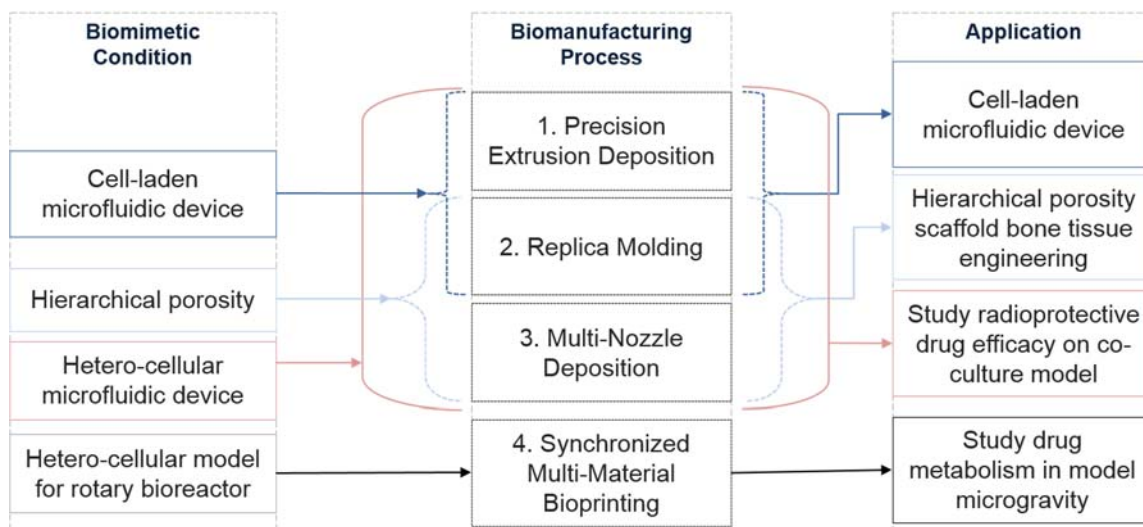 Biomimetic
Condition
Cell-laden
microfluidic device
Hierarchical porosity
Hetero-cellular
microfluidic device
Hetero-cellular model
for rotary bioreactor
Biomanufacturing
Process
1. Precision
Extrusion Deposition
2. Replica Molding
3. Multi-Nozzle
Deposition
4. Synchronized
Multi-Material
Bioprinting
Application
Cell-laden
microfluidic device
Hierarchical porosity
scaffold bone tissue
engineering
Study radioprotective
drug efficacy on co-
culture model
Study drug
metabolism in model
microgravity